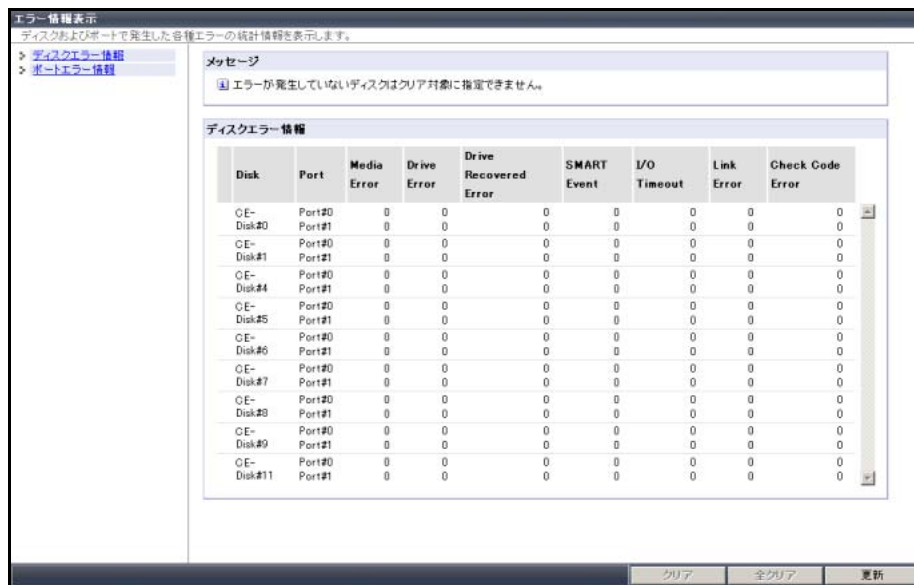 エラー情報表示
ディスクおよびポートで発生した各種エラーの統計情報を表示します。
ディスクエラー情報
ポートエラー情報
メッセージ
エラーが発生していないディスクはクリア対象に指定できません。
ディスクエラー情報
Disk Port Media Error Drive Error Drive Recovered Error SMART Event I/O Timeout Link Error Check Code Error
CE-Disk#0 Port#0 0 0 0 0 0 0 0
Port#1 0 0 0 0 0 0 0
CE-Disk#1 Port#0 0 0 0 0 0 0 0
Port#1 0 0 0 0 0 0 0
CE-Disk#4 Port#0 0 0 0 0 0 0 0
Port#1 0 0 0 0 0 0 0
CE-Disk#5 Port#0 0 0 0 0 0 0 0
Port#1 0 0 0 0 0 0 0
CE-Disk#6 Port#0 0 0 0 0 0 0 0
Port#1 0 0 0 0 0 0 0
CE-Disk#7 Port#0 0 0 0 0 0 0 0
Port#1 0 0 0 0 0 0 0
CE-Disk#8 Port#0 0 0 0 0 0 0 0
Port#1 0 0 0 0 0 0 0
CE-Disk#9 Port#0 0 0 0 0 0 0 0
Port#1 0 0 0 0 0 0 0
CE-Disk#11 Port#0 0 0 0 0 0 0 0
Port#1 0 0 0 0 0 0 0
クリア 全クリア 更新